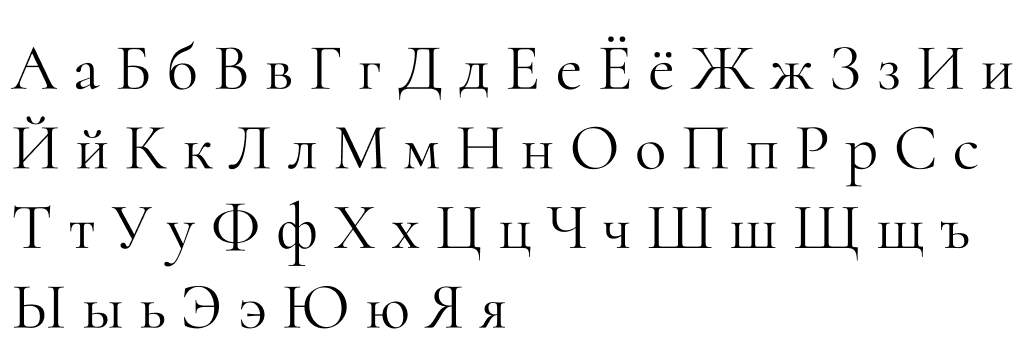 А а Б б В в Г г Д д Е е Ё ё Ж ж З з И и
Й й К к Л л М м Н н О о П п Р р С с
Т т У у Ф ф Х х Ц ц Ч ч Ш ш Щ щ ъ
Ы ы ь Э э Ю ю Я я